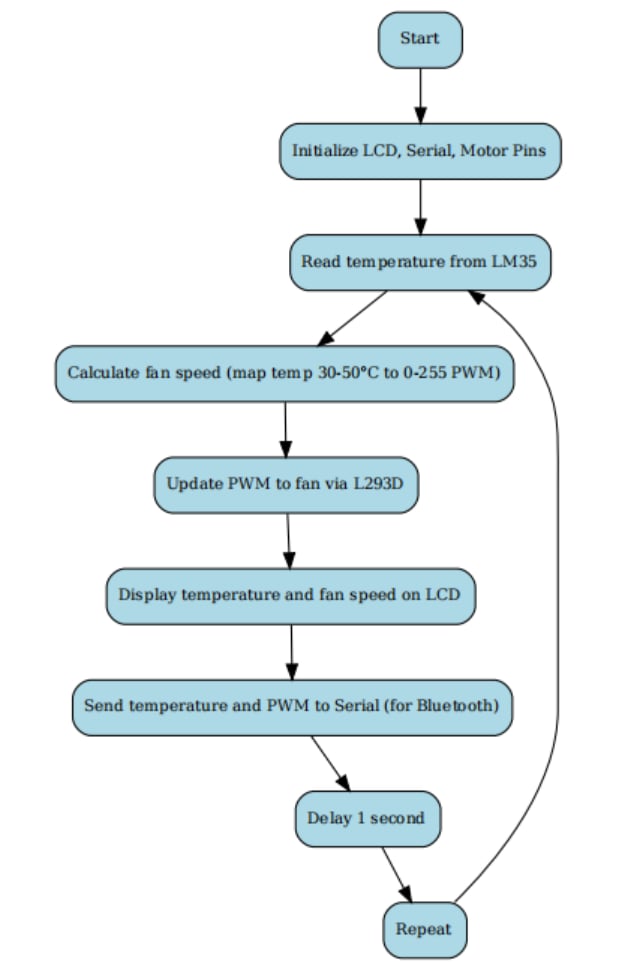 Start
Initialize LCD, Serial, Motor Pins
Read temperature from LM35
Calculate fan speed (map temp 30-50°C to 0-255 PWM)
Update PWM to fan via L293D
Display temperature and fan speed on LCD
Send temperature and PWM to Serial (for Bluetooth)
Delay 1 second
Repeat